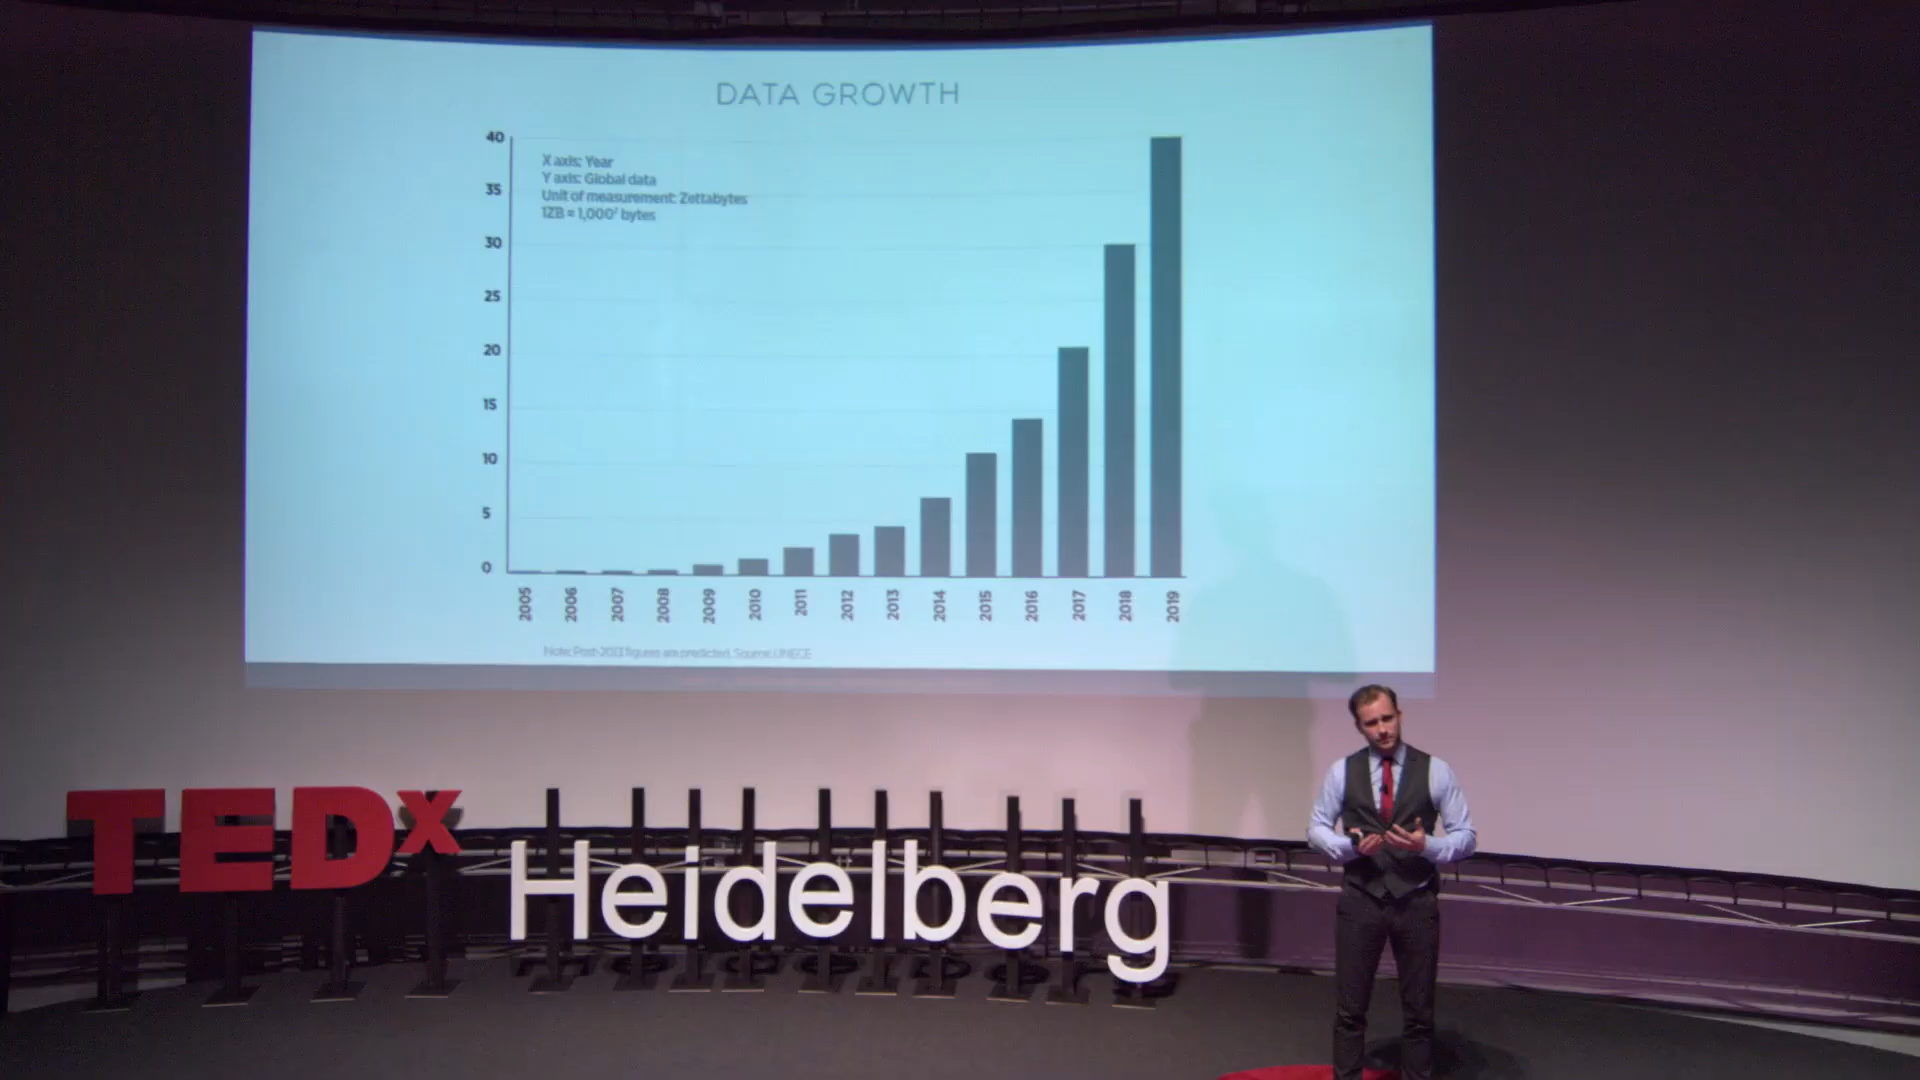 DATA GROWTH
40
35
30
25
20
15
10
5
0
X axis: Year
Y axis: Global data
Unit of measurement: Zettabytes
1ZB = 1,000⁷ bytes
2005 2006 2007 2008 2009 2010 2011 2012 2013 2014 2015 2016 2017 2018 2019
Note: Post-2013 figures are predicted. Source: UNECE
TEDx
Heidelberg